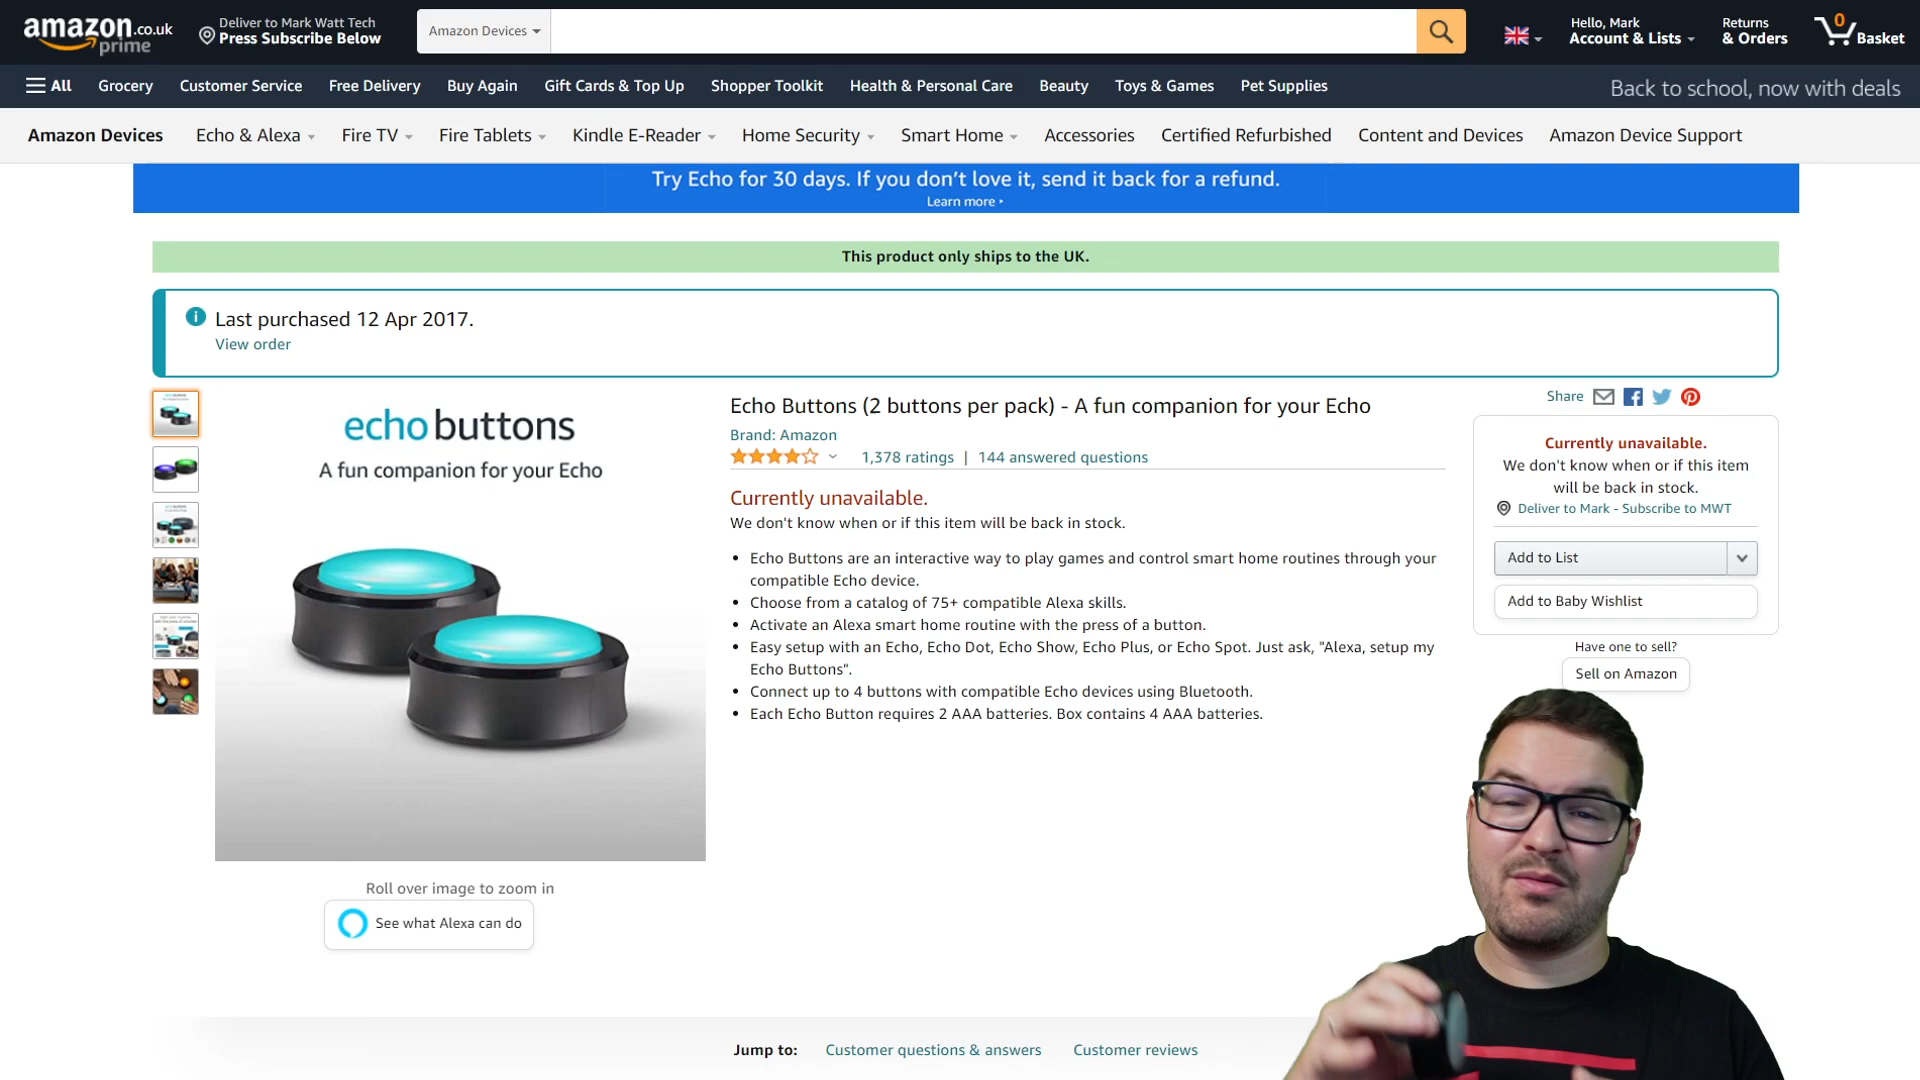 amazon.co.uk
prime
Deliver to Mark Watt Tech
Press Subscribe Below
Amazon Devices
Hello, Mark
Account & Lists
Returns
& Orders
0
Basket
All
Grocery
Customer Service
Free Delivery
Buy Again
Gift Cards & Top Up
Shopper Toolkit
Health & Personal Care
Beauty
Toys & Games
Pet Supplies
Back to school, now with deals
Amazon Devices
Echo & Alexa
Fire TV
Fire Tablets
Kindle E-Reader
Home Security
Smart Home
Accessories
Certified Refurbished
Content and Devices
Amazon Device Support
Try Echo for 30 days. If you don’t love it, send it back for a refund.
Learn more
This product only ships to the UK.
Last purchased 12 Apr 2017.
View order
echo buttons
A fun companion for your Echo
Roll over image to zoom in
See what Alexa can do
Echo Buttons (2 buttons per pack) - A fun companion for your Echo
Brand: Amazon
1,378 ratings | 144 answered questions
Currently unavailable.
We don't know when or if this item will be back in stock.
Echo Buttons are an interactive way to play games and control smart home routines through your
compatible Echo device.
Choose from a catalog of 75+ compatible Alexa skills.
Activate an Alexa smart home routine with the press of a button.
Easy setup with an Echo, Echo Dot, Echo Show, Echo Plus, or Echo Spot. Just ask, "Alexa, setup my
Echo Buttons".
Connect up to 4 buttons with compatible Echo devices using Bluetooth.
Each Echo Button requires 2 AAA batteries. Box contains 4 AAA batteries.
Share
Currently unavailable.
We don't know when or if this item
will be back in stock.
Deliver to Mark - Subscribe to MWT
Add to List
Add to Baby Wishlist
Have one to sell?
Sell on Amazon
Jump to:
Customer questions & answers
Customer reviews